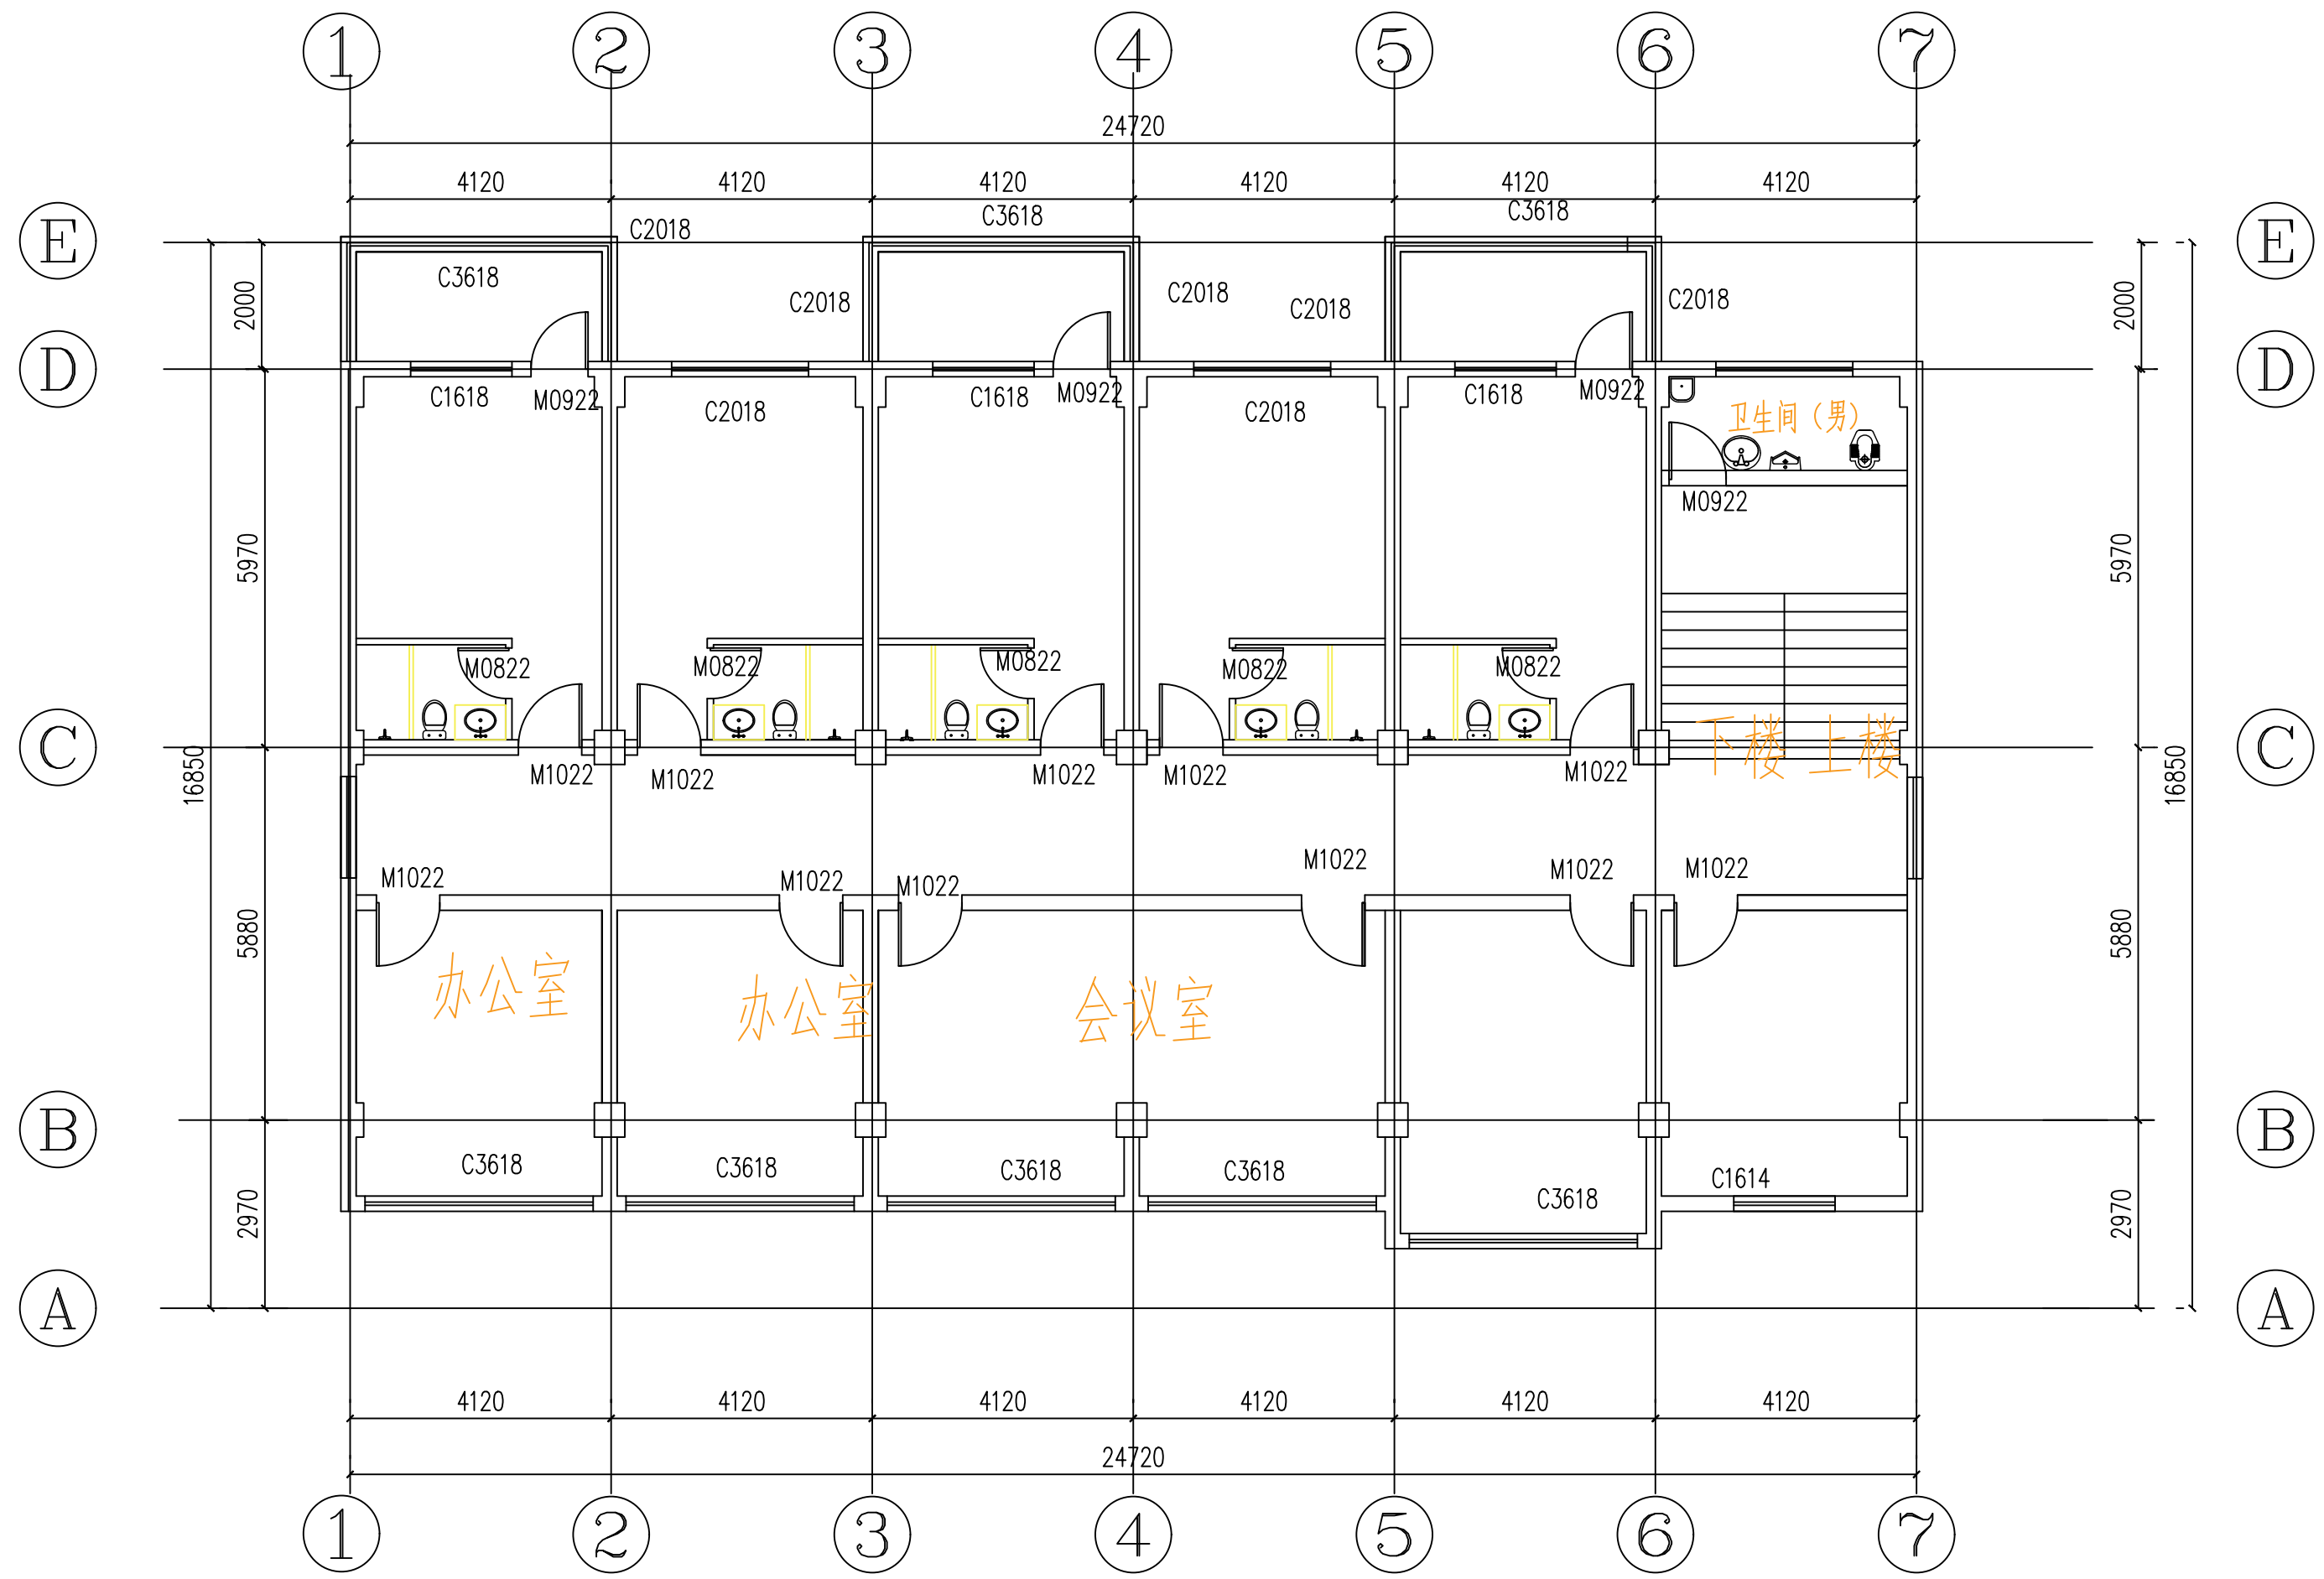 1 2 3 4 5 6 7
24720
4120 4120 4120 4120 4120 4120
C3618 C3618
E C2018 E
C3618 C2018 C2018 C2018 C2018
2000 2000
D D
C1618 M0922 C2018 C1618 M0922 C2018 C1618 M0922
卫生间（男）
M0922
5970 5970
M0822 M0822 M0822 M0822 M0822
C 下楼 上楼 C
16850 16850
M1022 M1022 M1022 M1022 M1022
M1022 M1022 M1022 M1022 M1022 M1022
5880 5880
办公室 办公室 会议室
B B
C3618 C3618 C3618 C3618 C3618 C1614
2970 2970
A A
4120 4120 4120 4120 4120 4120
24720
1 2 3 4 5 6 7